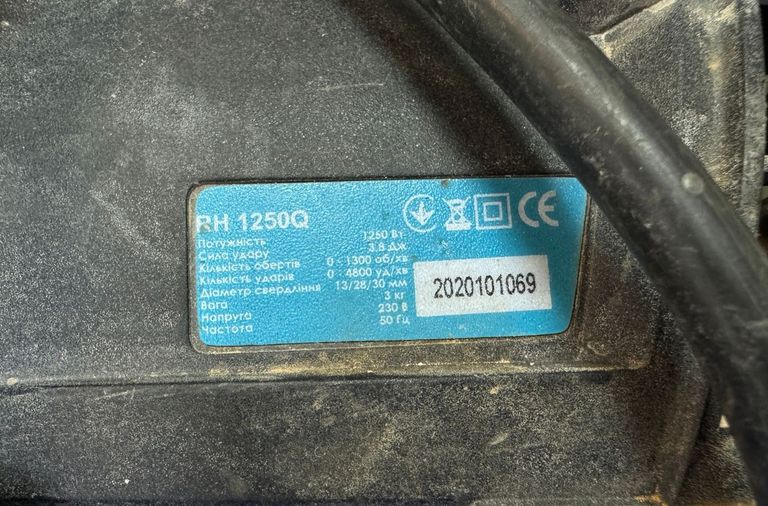 RH 1250Q
Потужність 1250 Вт
Сила удару 3.8 Дж
Кількість обертів 0 - 1300 об/хв
Кількість ударів 0 - 4800 уд/хв
Діаметр свердління 13/28/30 мм
Вага 3 кг
Напруга 230 В
Частота 50 Гц
CE
2020101069